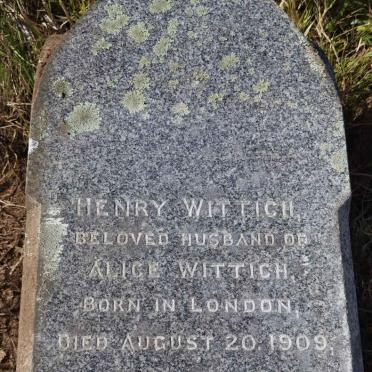 HENRY WITTICH,
BELOVED HUSBAND OF
ALICE WITTICH,
BORN IN LONDON,
DIED AUGUST 20, 1909,